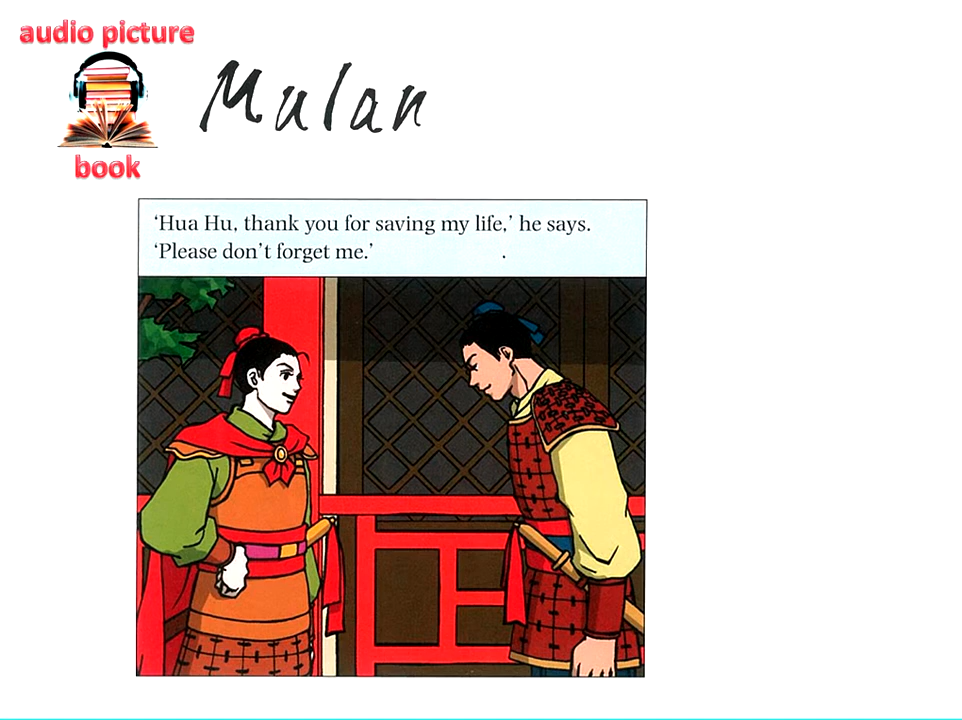 audio picture
book
Mulan
‘Hua Hu, thank you for saving my life,’ he says.
‘Please don’t forget me.’